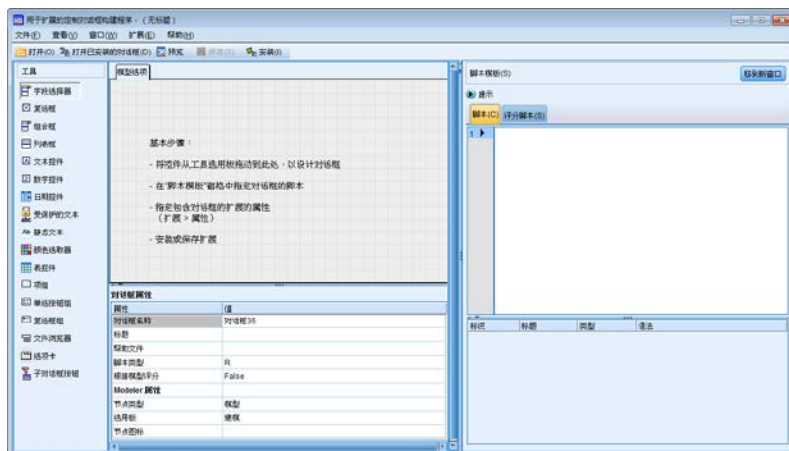 用于扩展的定制对话框构建程序 - (无标题)
文件(F) 查看(V) 窗口(W) 扩展(E) 帮助(H)
打开(O) 打开已安装的对话框(D) 预览 保存(S) 安装(I)
工具
字段选择器
复选框
组合框
列表框
文本控件
数字控件
日期控件
受保护的文本
静态文本
颜色选取器
表控件
项组
单选按钮组
复选框组
文件浏览器
选项卡
子对话框按钮
模型选项
基本步骤：
- 将控件从工具选用板拖动到此处，以设计对话框
- 在"脚本模板"窗格中指定对话框的脚本
- 指定包含对话框的扩展的属性
（扩展 > 属性）
- 安装或保存扩展
对话框属性
属性 值
对话框名称 对话框36
标题
帮助文件
脚本类型 R
根据模型评分 False
Modeler 属性
节点类型 模型
选用板 建模
节点图标
脚本模板(S)
移到新窗口
提示
脚本(C) 评分脚本(S)
1
标识 标题 类型 语法